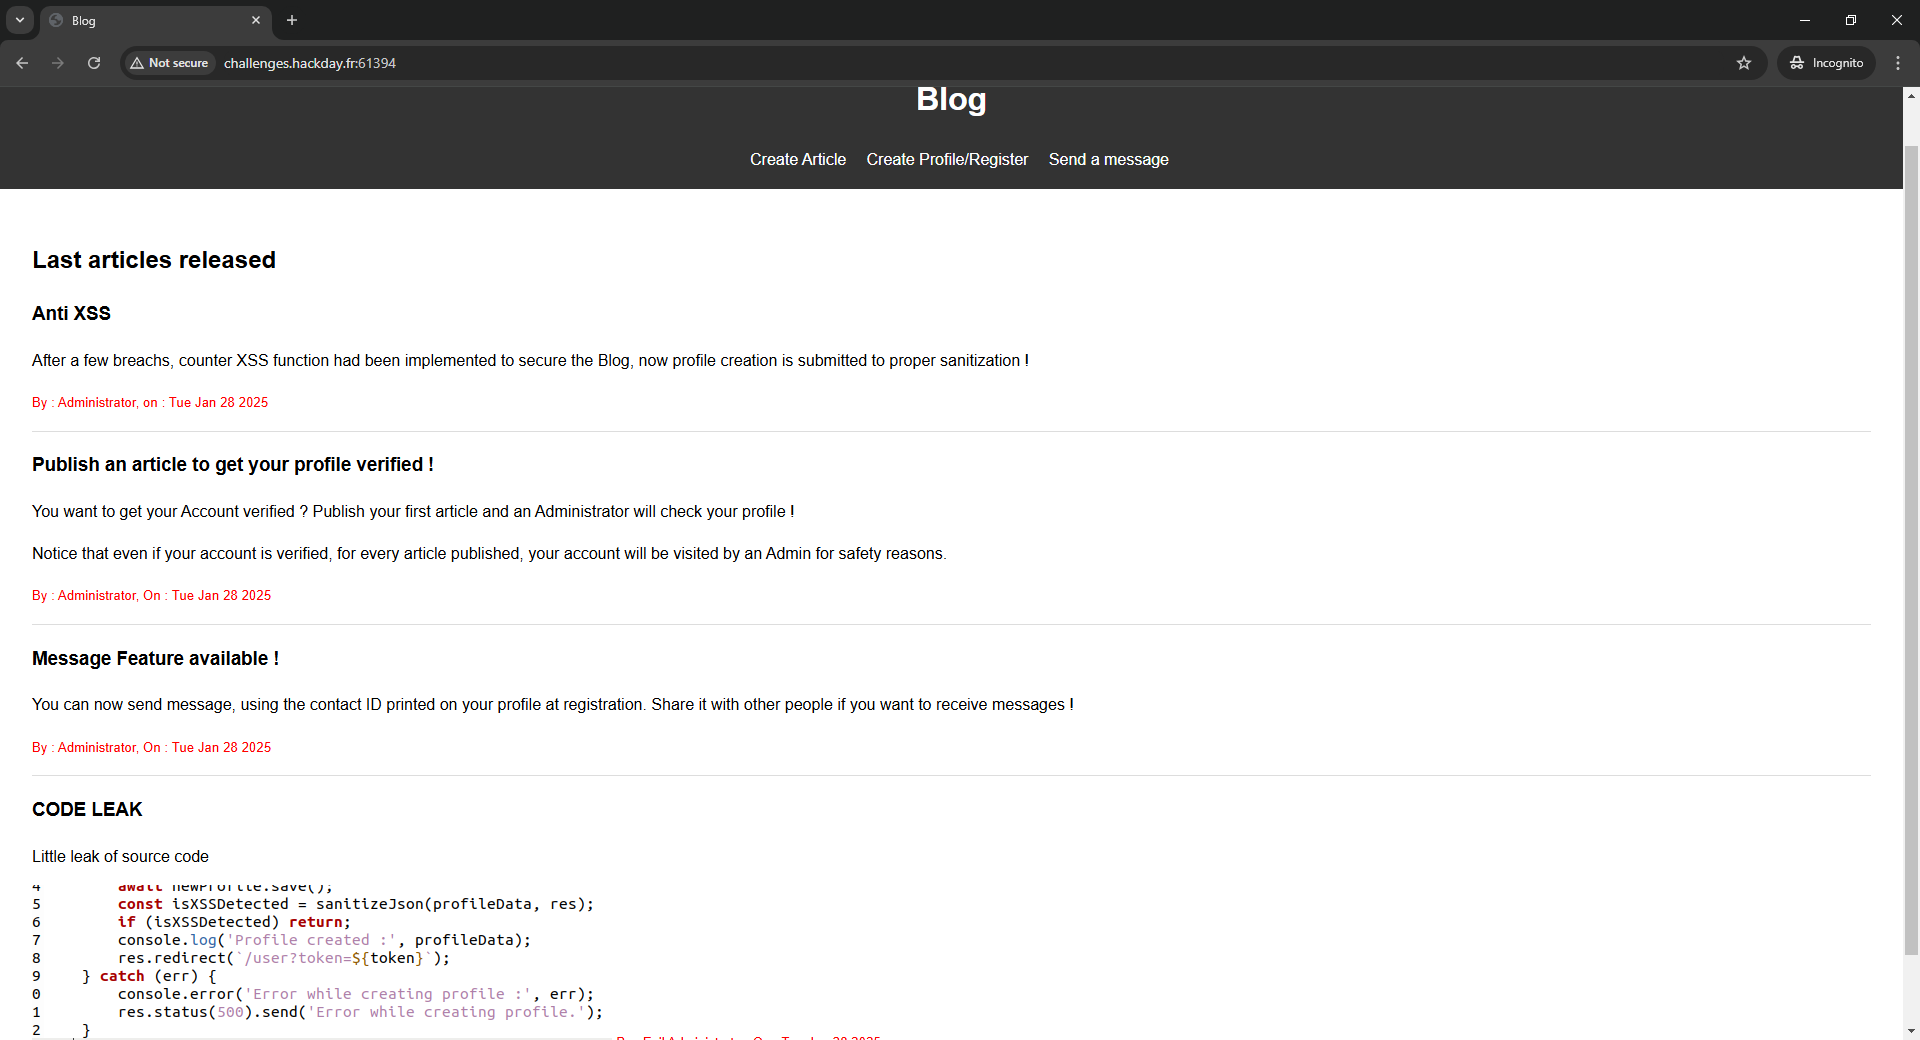 Blog
Not secure
challenges.hackday.fr:61394
Incognito
Blog
Create Article
Create Profile/Register
Send a message
Last articles released
Anti XSS
After a few breachs, counter XSS function had been implemented to secure the Blog, now profile creation is submitted to proper sanitization !
By : Administrator, on : Tue Jan 28 2025
Publish an article to get your profile verified !
You want to get your Account verified ? Publish your first article and an Administrator will check your profile !
Notice that even if your account is verified, for every article published, your account will be visited by an Admin for safety reasons.
By : Administrator, On : Tue Jan 28 2025
Message Feature available !
You can now send message, using the contact ID printed on your profile at registration. Share it with other people if you want to receive messages !
By : Administrator, On : Tue Jan 28 2025
CODE LEAK
Little leak of source code
4 await newProfile.save();
5 const isXSSDetected = sanitizeJson(profileData, res);
6 if (isXSSDetected) return;
7 console.log('Profile created :', profileData);
8 res.redirect(`/user?token=${token}`);
9 } catch (err) {
0 console.error('Error while creating profile :', err);
1 res.status(500).send('Error while creating profile.');
2 }